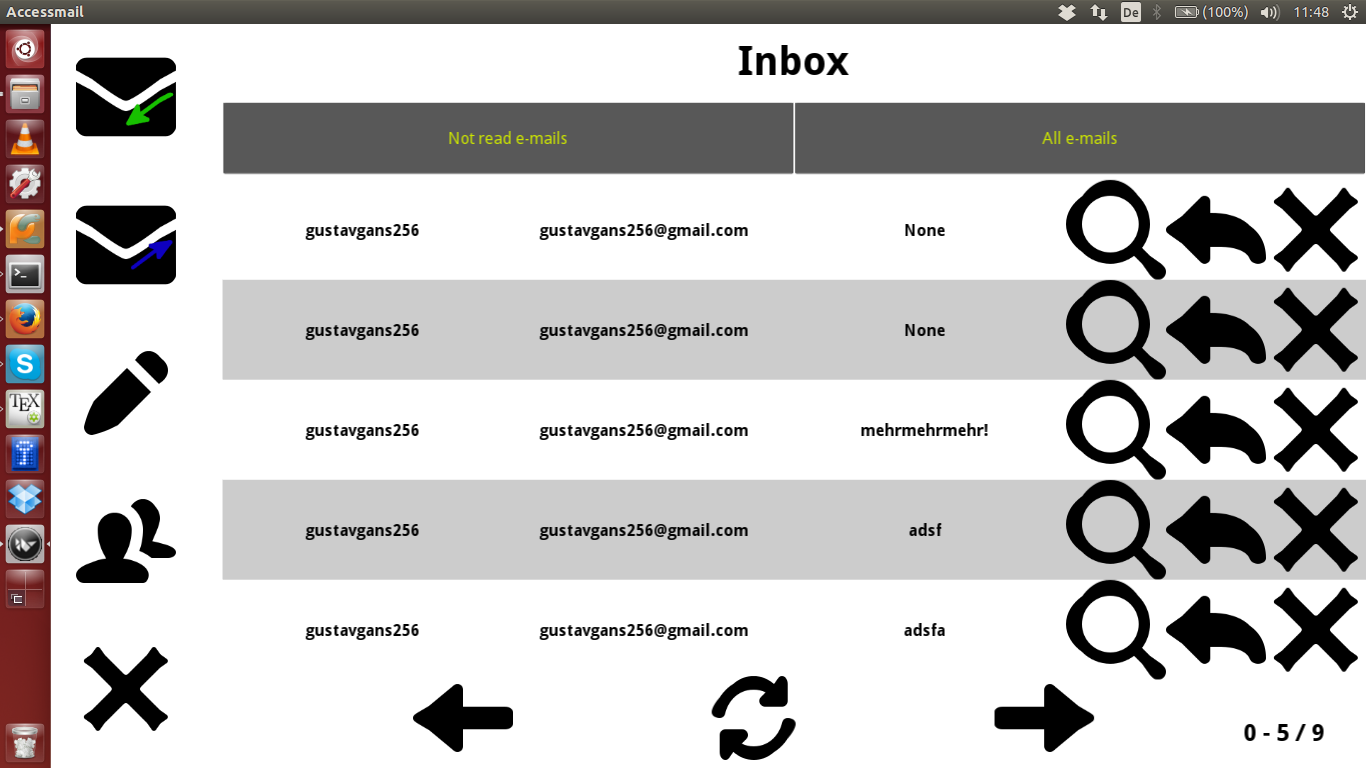 Accessmail De (100%) 11:48
Inbox
Not read e-mails All e-mails
gustavgans256 gustavgans256@gmail.com None
gustavgans256 gustavgans256@gmail.com None
gustavgans256 gustavgans256@gmail.com mehrmehrmehr!
gustavgans256 gustavgans256@gmail.com adsf
gustavgans256 gustavgans256@gmail.com adsfa
0 - 5 / 9
S
TEX
T